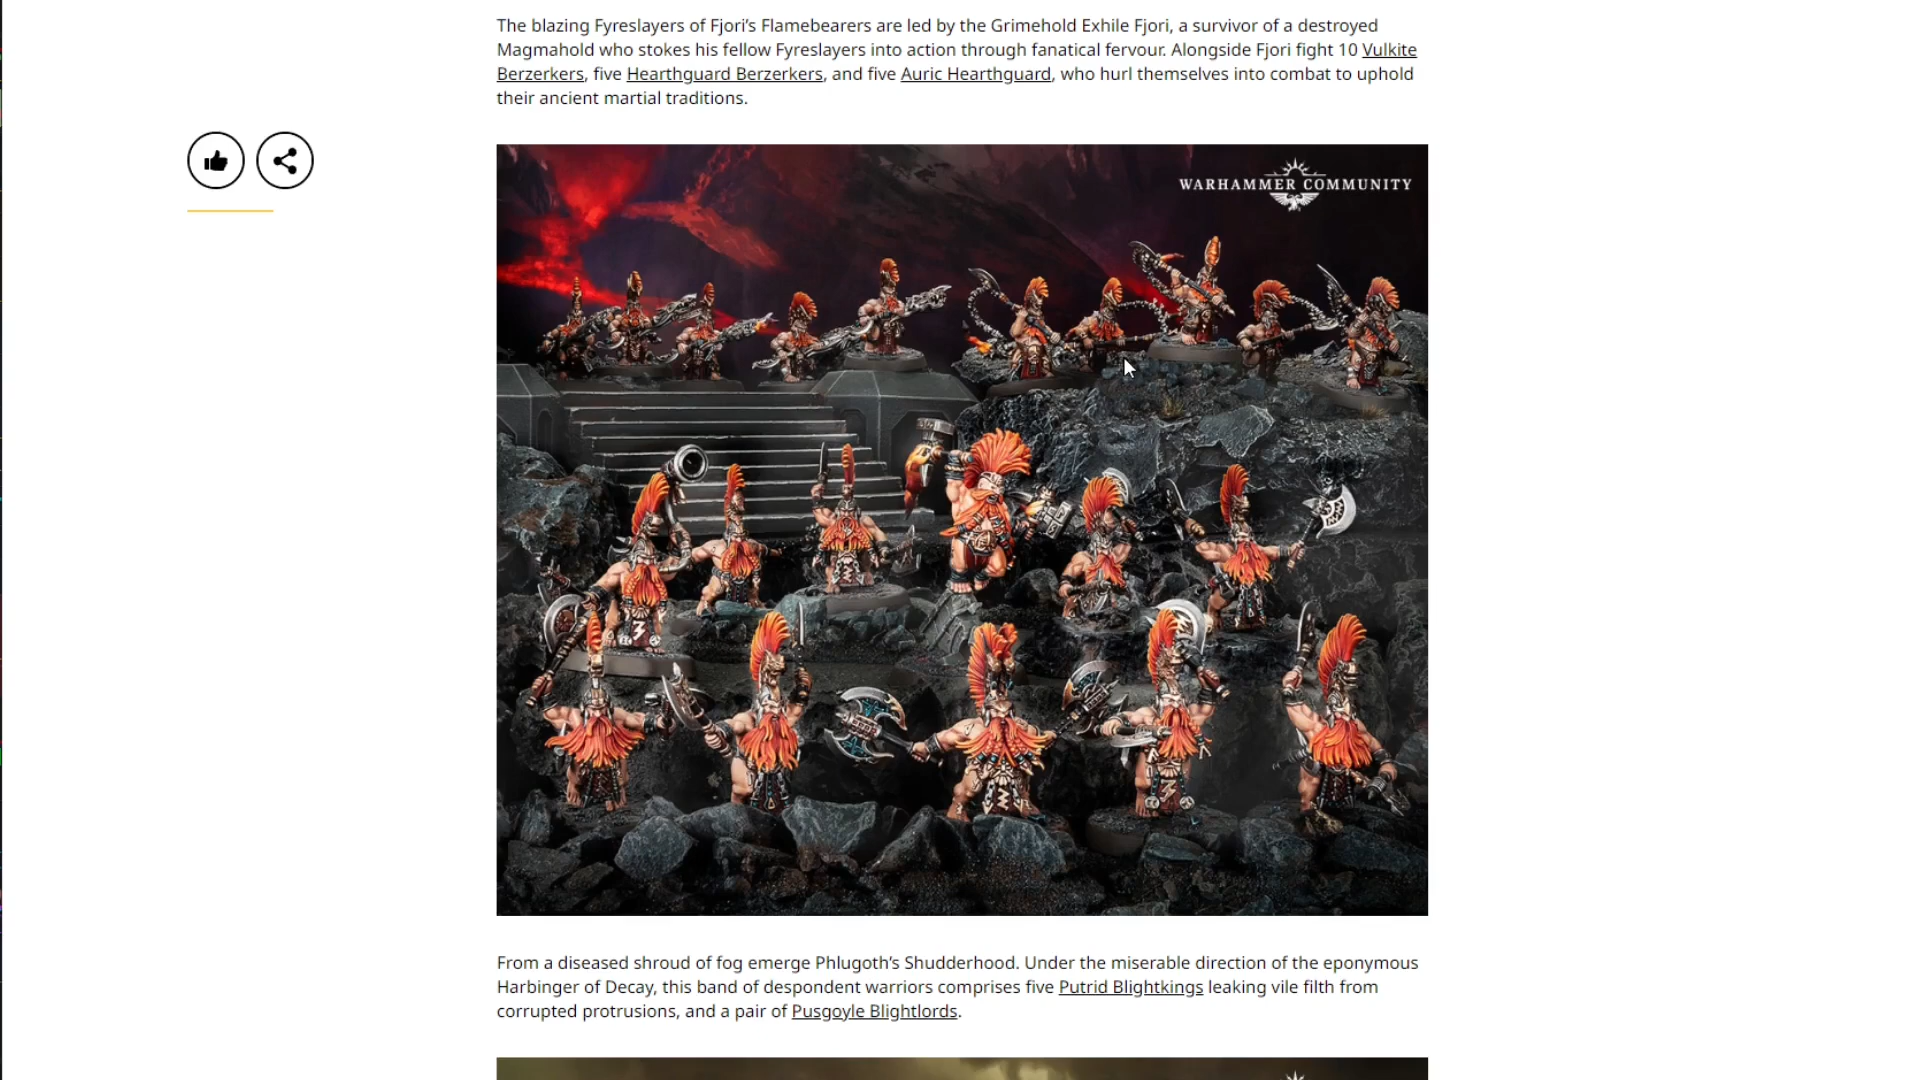 The blazing Fyreslayers of Fjori’s Flamebearers are led by the Grimehold Exhile Fjori, a survivor of a destroyed
Magmahold who stokes his fellow Fyreslayers into action through fanatical fervour. Alongside Fjori fight 10 Vulkite
Berzerkers, five Hearthguard Berzerkers, and five Auric Hearthguard, who hurl themselves into combat to uphold
their ancient martial traditions.
WARHAMMER COMMUNITY
From a diseased shroud of fog emerge Phlugoth’s Shudderhood. Under the miserable direction of the eponymous
Harbinger of Decay, this band of despondent warriors comprises five Putrid Blightkings leaking vile filth from
corrupted protrusions, and a pair of Pusgoyle Blightlords.